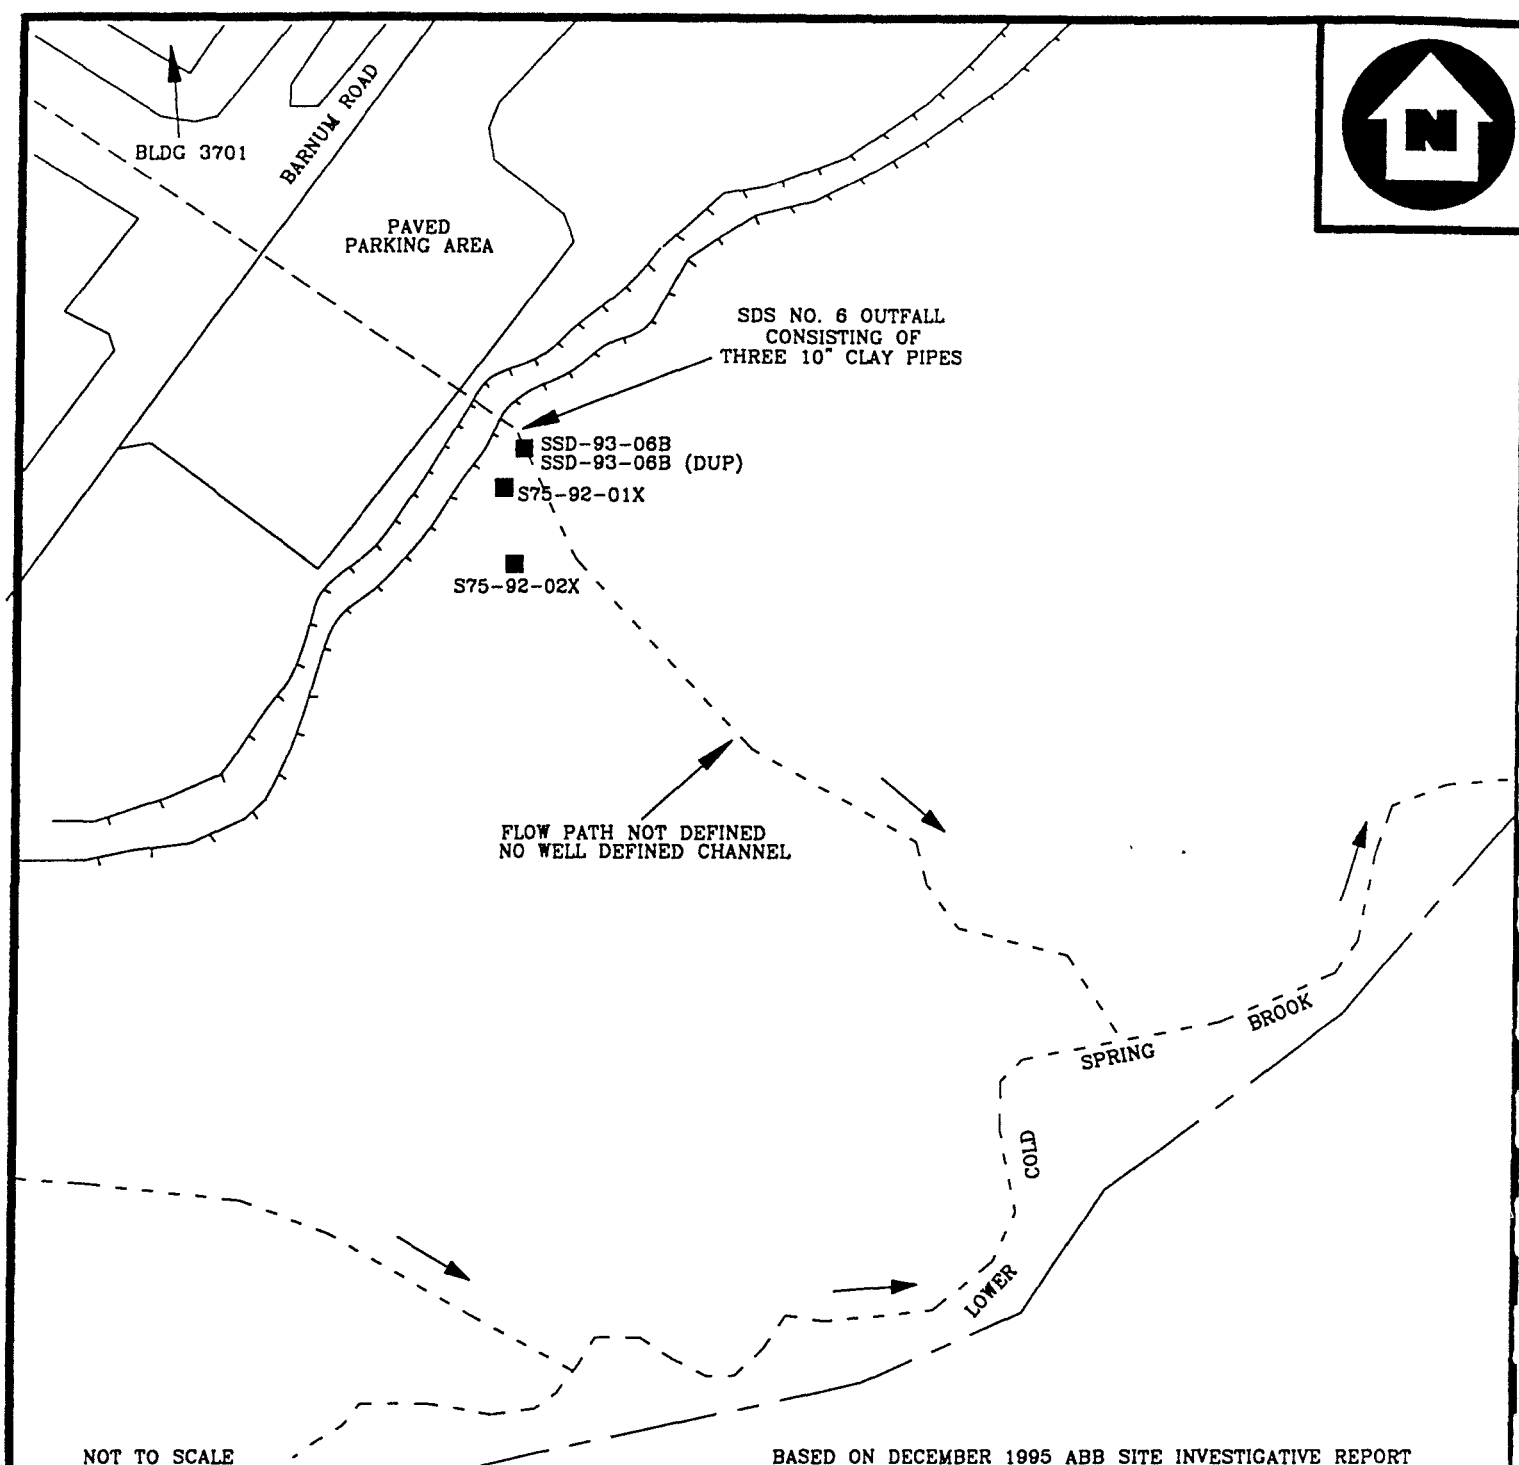 N
BLDG 3701
BARNUM ROAD
PAVED
PARKING AREA
SDS NO. 6 OUTFALL
CONSISTING OF
THREE 10" CLAY PIPES
SSD-93-06B
SSD-93-06B (DUP)
S75-92-01X
S75-92-02X
FLOW PATH NOT DEFINED
NO WELL DEFINED CHANNEL
LOWER
COLD
SPRING
BROOK
NOT TO SCALE
BASED ON DECEMBER 1995 ABB SITE INVESTIGATIVE REPORT